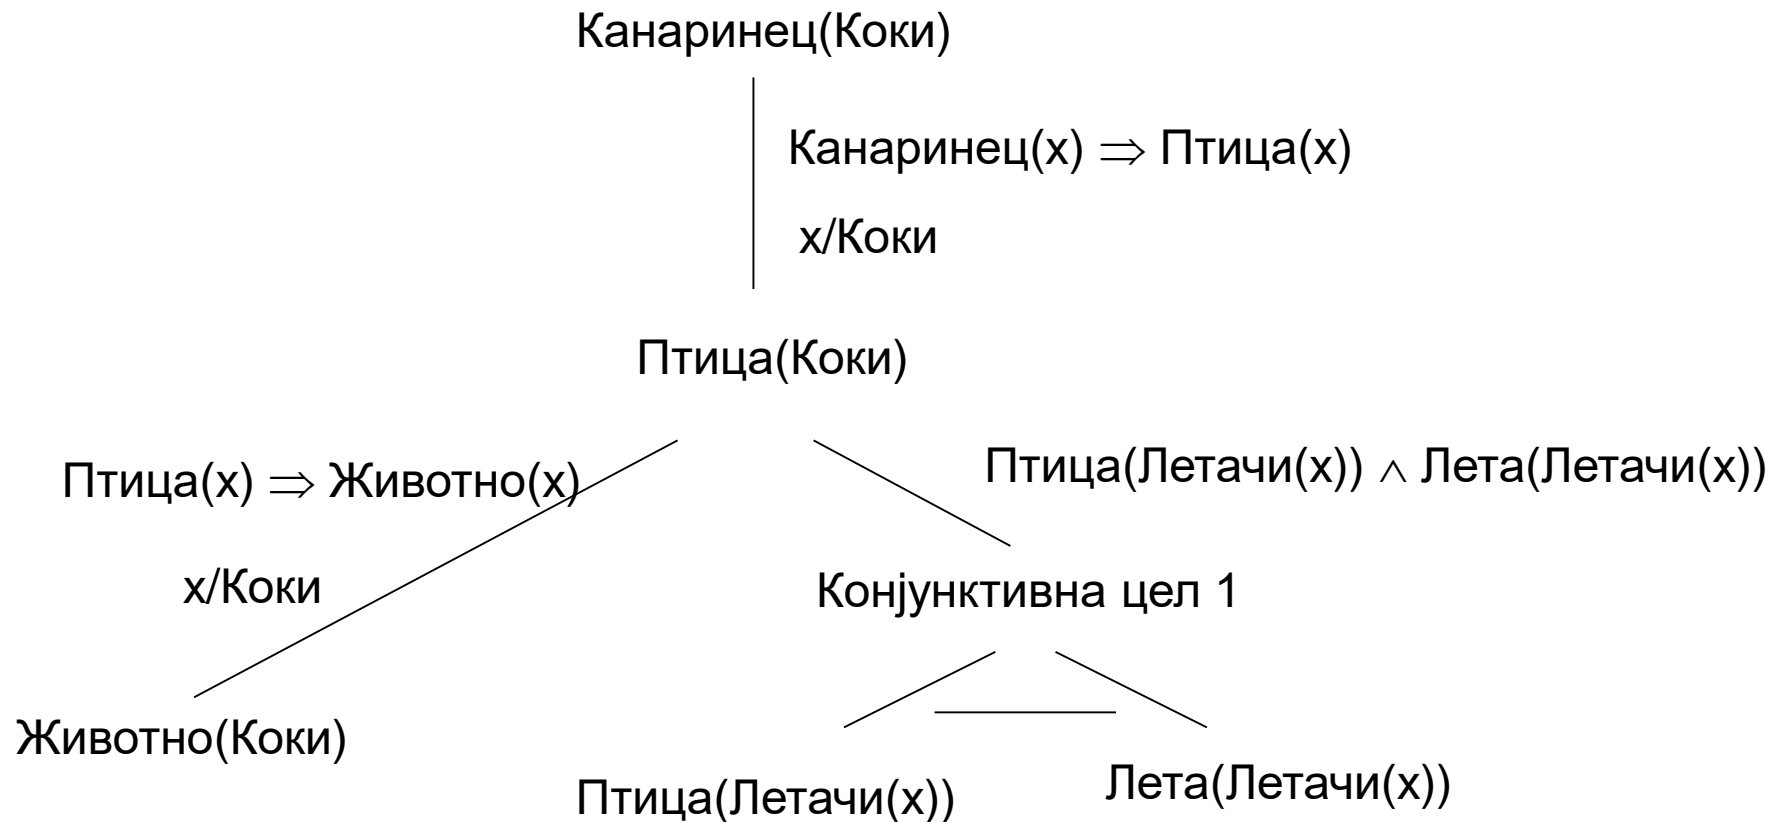 Канаринец(Коки)
Канаринец(x) ⇒ Птица(x)
x/Коки
Птица(Коки)
Птица(x) ⇒ Животно(x)
Птица(Летачи(x)) ∧ Лета(Летачи(x))
x/Коки
Конјунктивна цел 1
Животно(Коки)
Птица(Летачи(x))
Лета(Летачи(x))